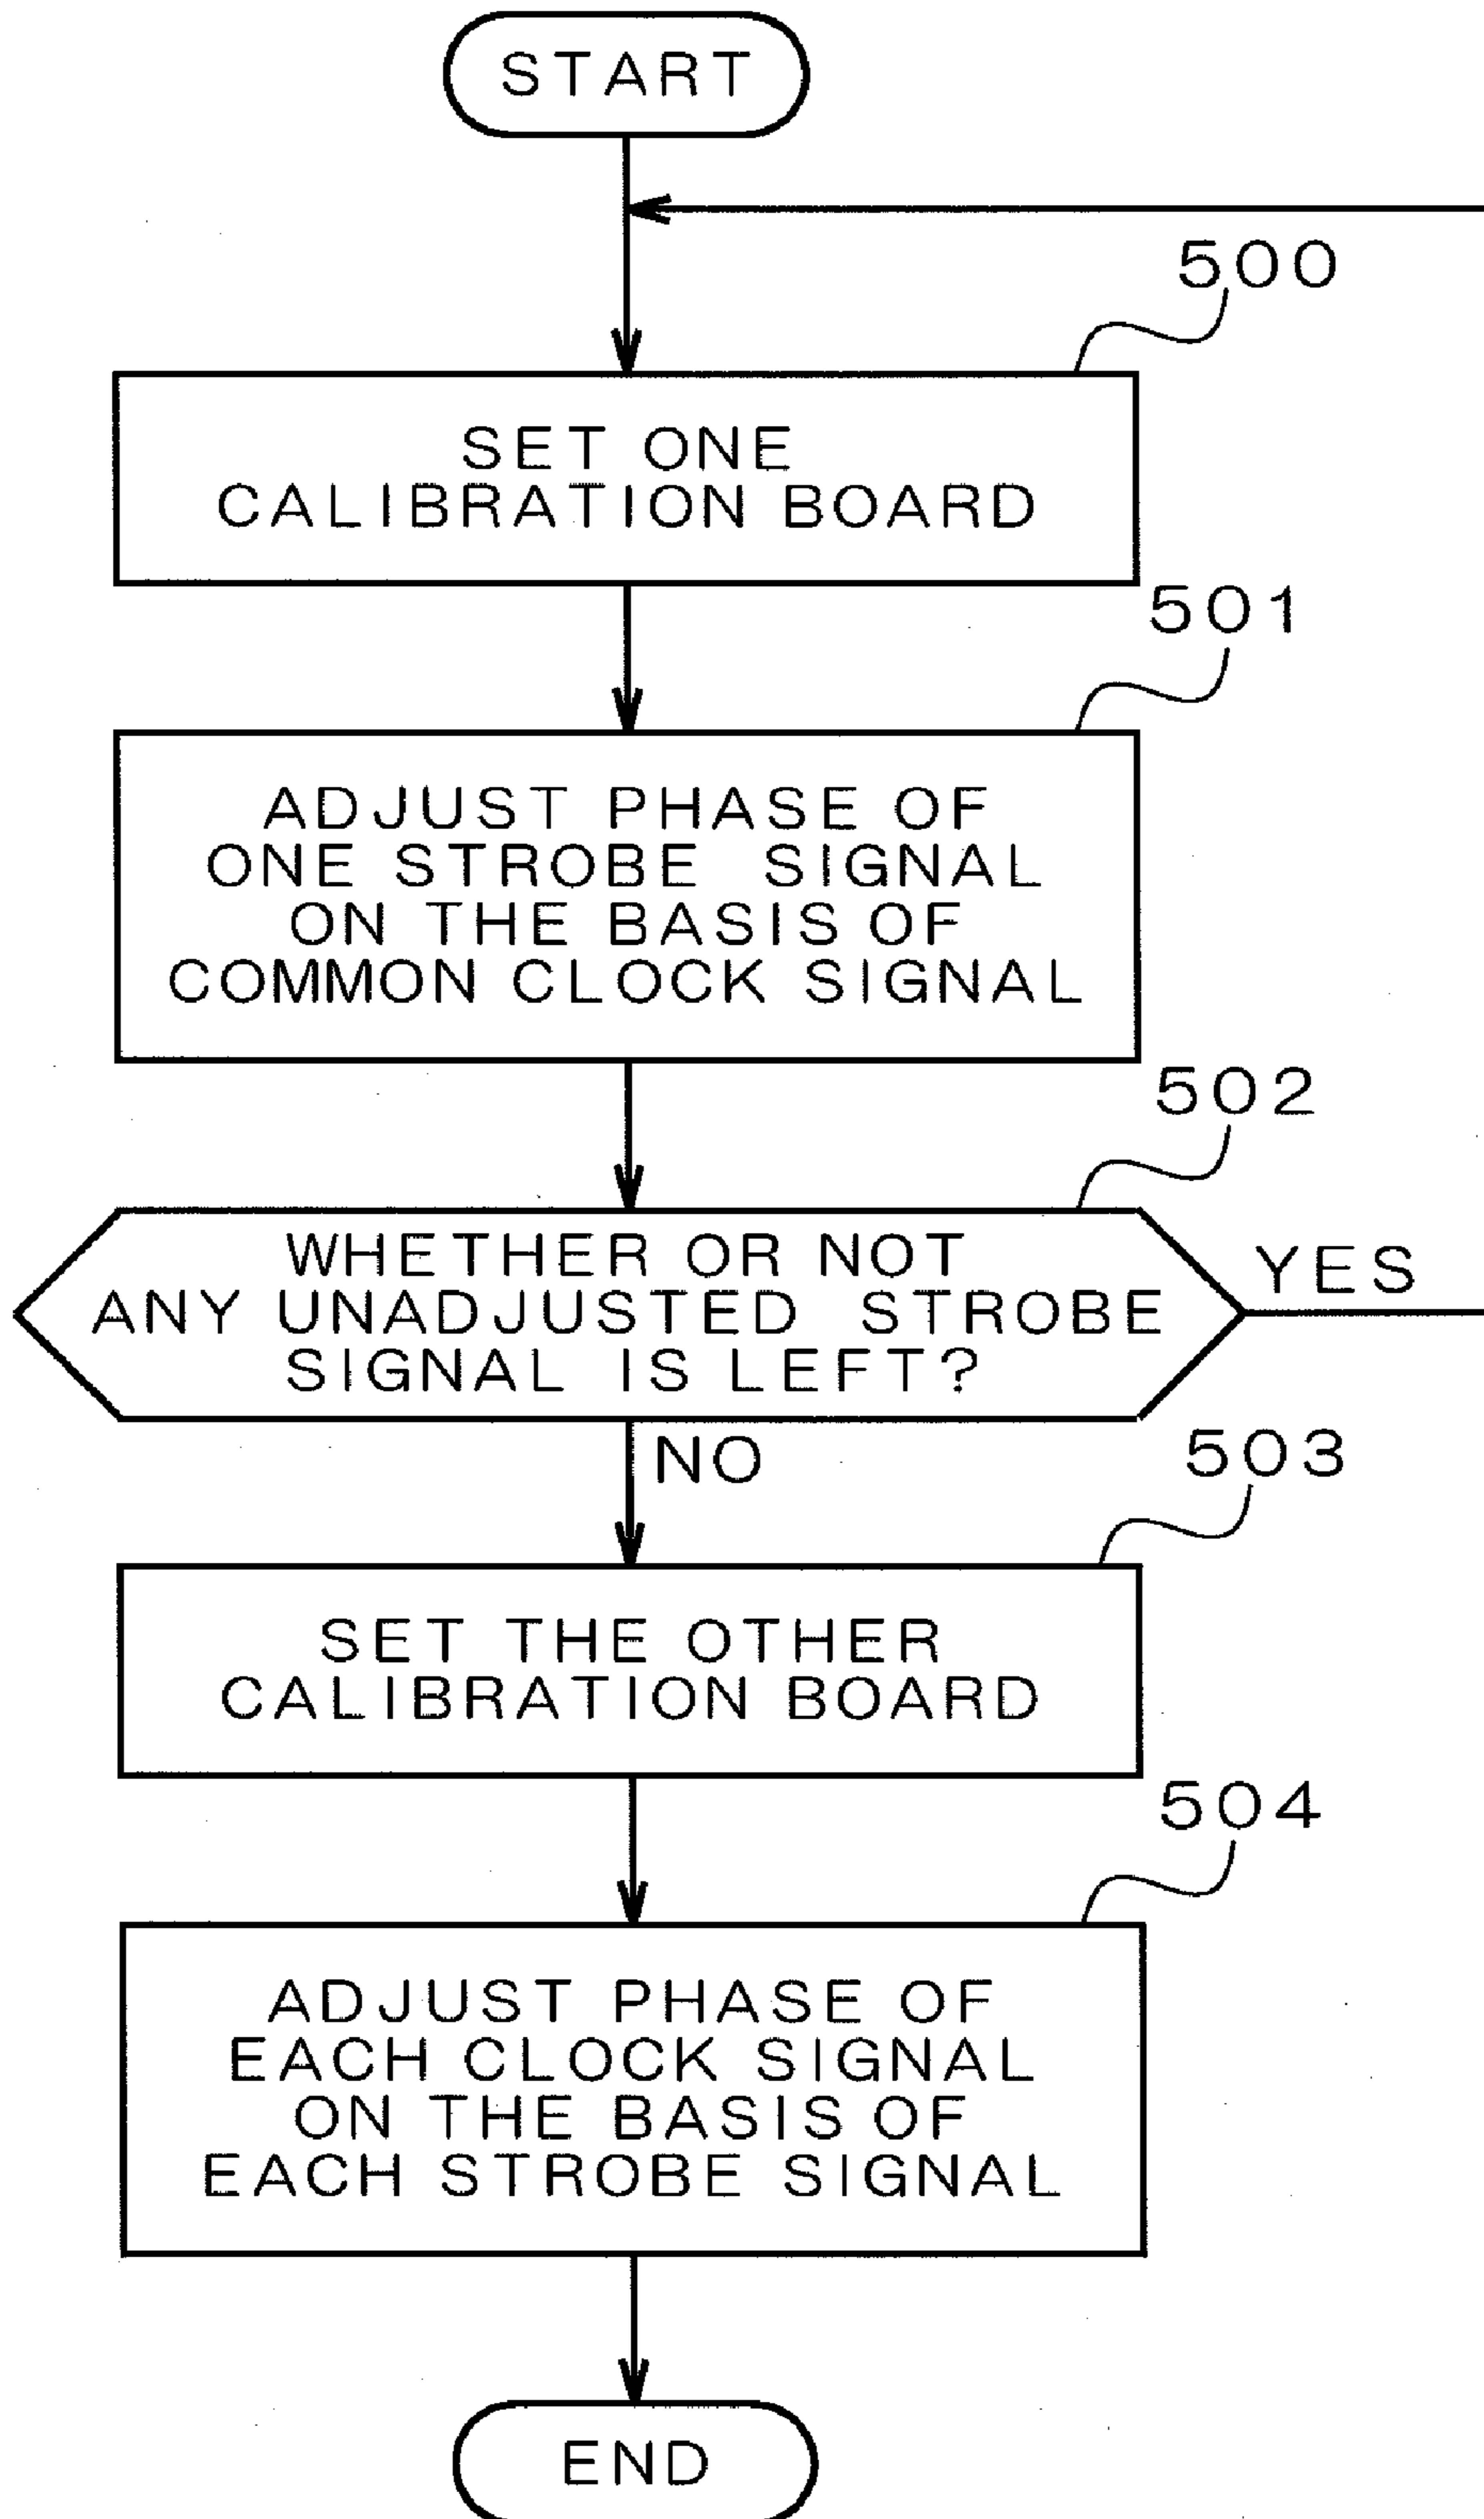 START
500
SET ONE
CALIBRATION BOARD
501
ADJUST PHASE OF
ONE STROBE SIGNAL
ON THE BASIS OF
COMMON CLOCK SIGNAL
502
WHETHER OR NOT
ANY UNADJUSTED STROBE
SIGNAL IS LEFT?
YES
NO
503
SET THE OTHER
CALIBRATION BOARD
504
ADJUST PHASE OF
EACH CLOCK SIGNAL
ON THE BASIS OF
EACH STROBE SIGNAL
END